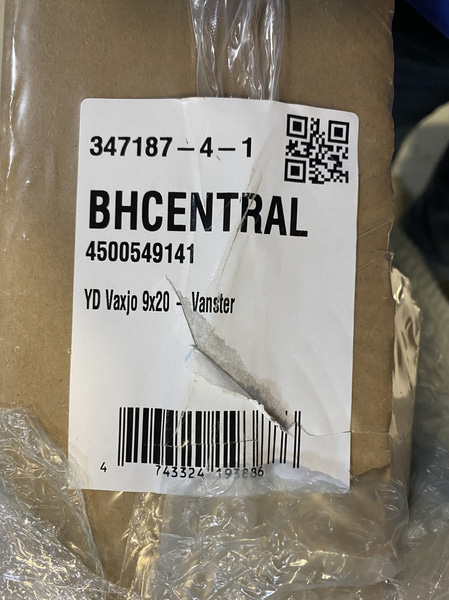 347187-4-1
BHCENTRAL
4500549141
YD Vaxjo 9x20 - Vanster
4 743324 193886